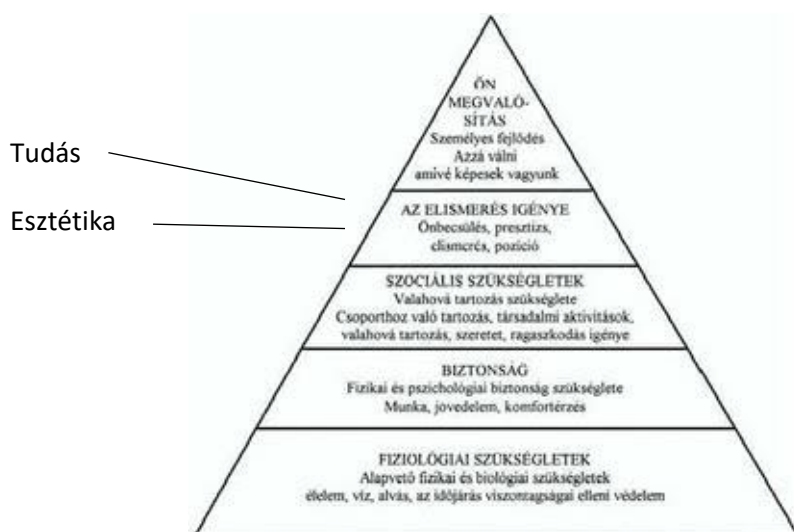 ÖN
MEGVALÓ-
SÍTÁS
Személyes fejlődés
Azzá válni
amivé képesek vagyunk
Tudás
Esztétika
AZ ELISMERÉS IGÉNYE
Önbecsülés, presztízs,
elismerés, pozíció
SZOCIÁLIS SZÜKSÉGLETEK
Valahová tartozás szükséglete
Csoporthoz való tartozás, társadalmi aktivitások,
valahová tartozás, szeretet, ragaszkodás igénye
BIZTONSÁG
Fizikai és pszichológiai biztonság szükséglete
Munka, jövedelem, komfortérzés
FIZIOLÓGIAI SZÜKSÉGLETEK
Alapvető fizikai és biológiai szükségletek
élelem, víz, alvás, az időjárás viszontagságai elleni védelem